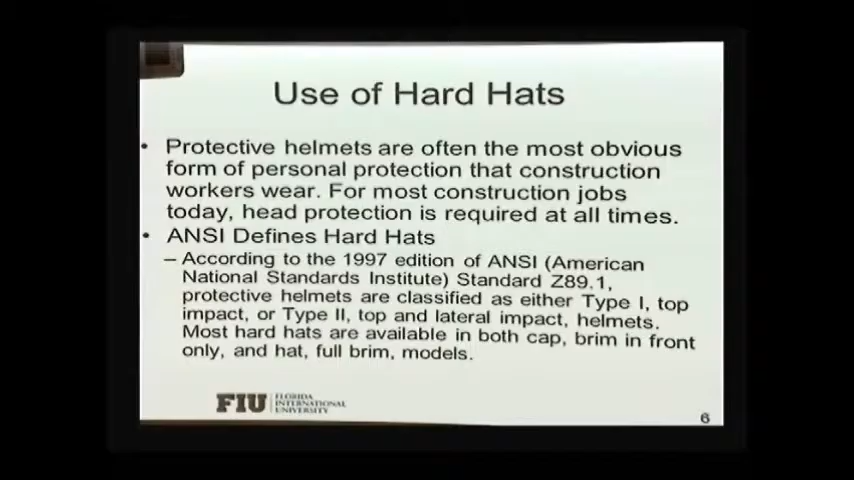 Use of Hard Hats
• Protective helmets are often the most obvious
form of personal protection that construction
workers wear. For most construction jobs
today, head protection is required at all times.
• ANSI Defines Hard Hats
– According to the 1997 edition of ANSI (American
National Standards Institute) Standard Z89.1,
protective helmets are classified as either Type I, top
impact, or Type II, top and lateral impact, helmets.
Most hard hats are available in both cap, brim in front
only, and hat, full brim, models.
FIU
FLORIDA
INTERNATIONAL
UNIVERSITY
6